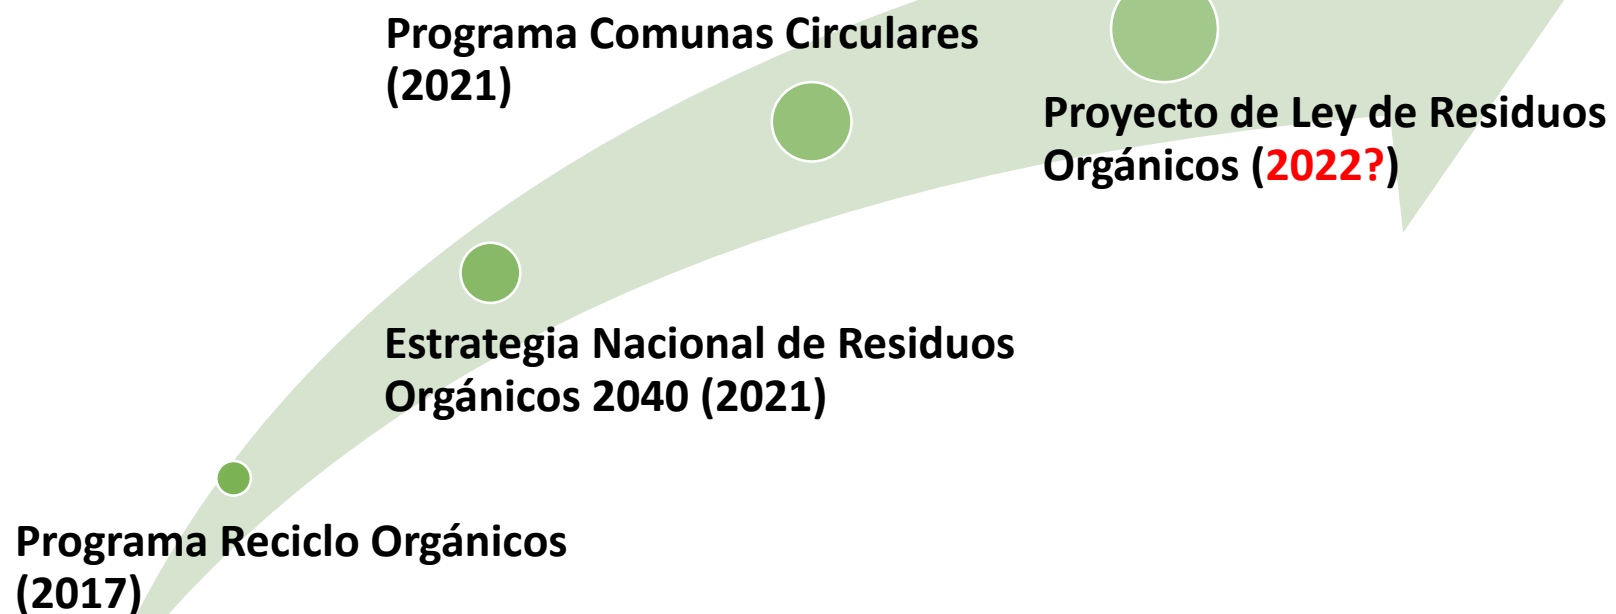 Programa Comunas Circulares
(2021)
Proyecto de Ley de Residuos
Orgánicos (2022?)
Estrategia Nacional de Residuos
Orgánicos 2040 (2021)
Programa Reciclo Orgánicos
(2017)